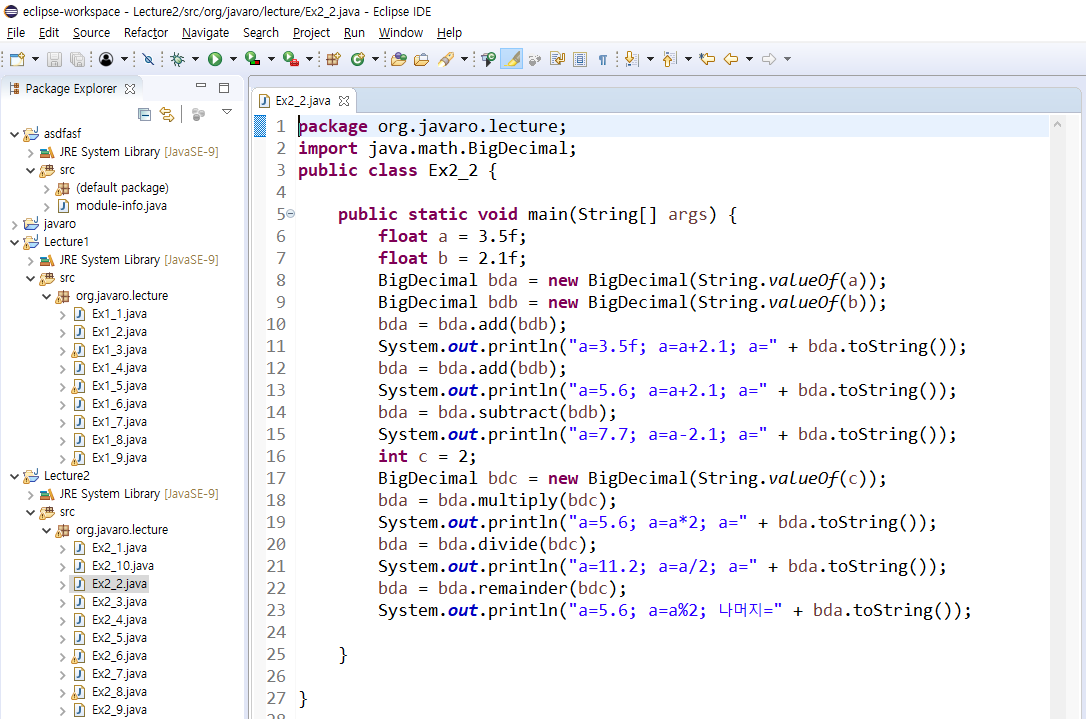 eclipse-workspace - Lecture2/src/org/javaro/lecture/Ex2_2.java - Eclipse IDE
File Edit Source Refactor Navigate Search Project Run Window Help
Package Explorer
asdfasf
JRE System Library [JavaSE-9]
src
(default package)
module-info.java
javaro
Lecture1
JRE System Library [JavaSE-9]
src
org.javaro.lecture
Ex1_1.java
Ex1_2.java
Ex1_3.java
Ex1_4.java
Ex1_5.java
Ex1_6.java
Ex1_7.java
Ex1_8.java
Ex1_9.java
Lecture2
JRE System Library [JavaSE-9]
src
org.javaro.lecture
Ex2_1.java
Ex2_10.java
Ex2_2.java
Ex2_3.java
Ex2_4.java
Ex2_5.java
Ex2_6.java
Ex2_7.java
Ex2_8.java
Ex2_9.java
Ex2_2.java
1 package org.javaro.lecture;
2 import java.math.BigDecimal;
3 public class Ex2_2 {
4
5 public static void main(String[] args) {
6 float a = 3.5f;
7 float b = 2.1f;
8 BigDecimal bda = new BigDecimal(String.valueOf(a));
9 BigDecimal bdb = new BigDecimal(String.valueOf(b));
10 bda = bda.add(bdb);
11 System.out.println("a=3.5f; a=a+2.1; a=" + bda.toString());
12 bda = bda.add(bdb);
13 System.out.println("a=5.6; a=a+2.1; a=" + bda.toString());
14 bda = bda.subtract(bdb);
15 System.out.println("a=7.7; a=a-2.1; a=" + bda.toString());
16 int c = 2;
17 BigDecimal bdc = new BigDecimal(String.valueOf(c));
18 bda = bda.multiply(bdc);
19 System.out.println("a=5.6; a=a*2; a=" + bda.toString());
20 bda = bda.divide(bdc);
21 System.out.println("a=11.2; a=a/2; a=" + bda.toString());
22 bda = bda.remainder(bdc);
23 System.out.println("a=5.6; a=a%2; 나머지=" + bda.toString());
24
25 }
26
27 }
28